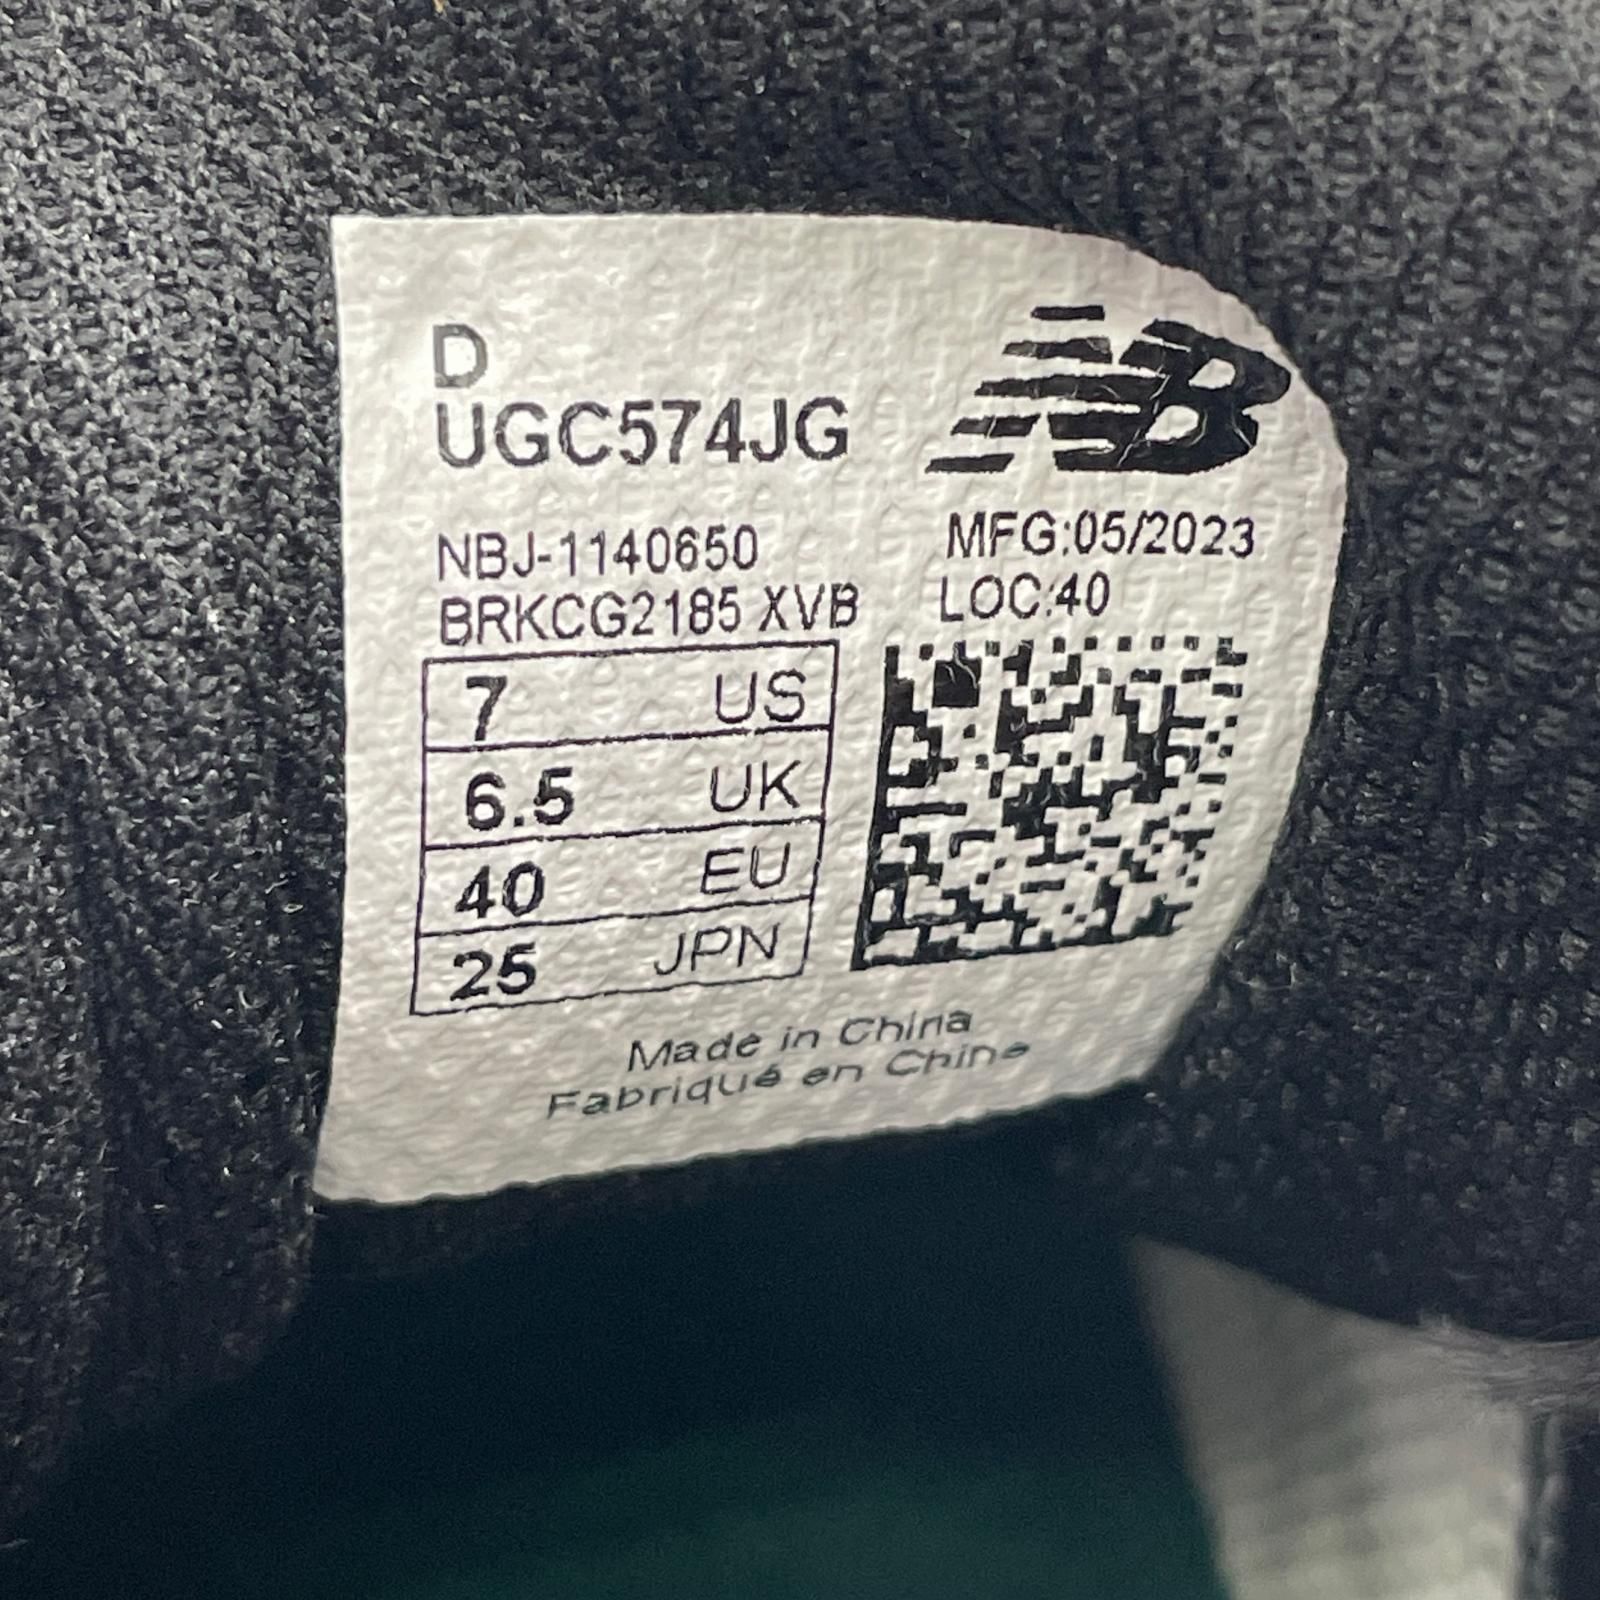 D
UGC574JG
NB
NBJ-1140650
MFG:05/2023
BRKCG2185 XVB
LOC:40
7 US
6.5 UK
40 EU
25 JPN
Made in China
Fabriqué en Chine